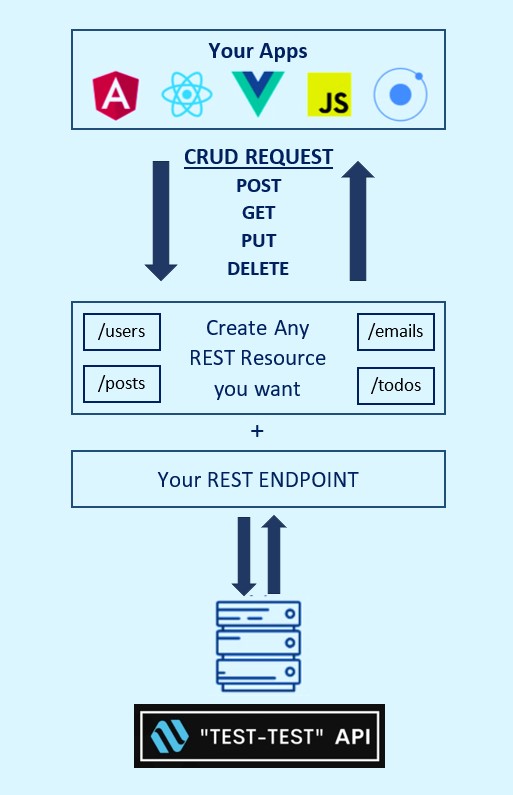 Your Apps
A
JS
CRUD REQUEST
POST
GET
PUT
DELETE
/users
/posts
Create Any
REST Resource
you want
/emails
/todos
+
Your REST ENDPOINT
"TEST-TEST" API